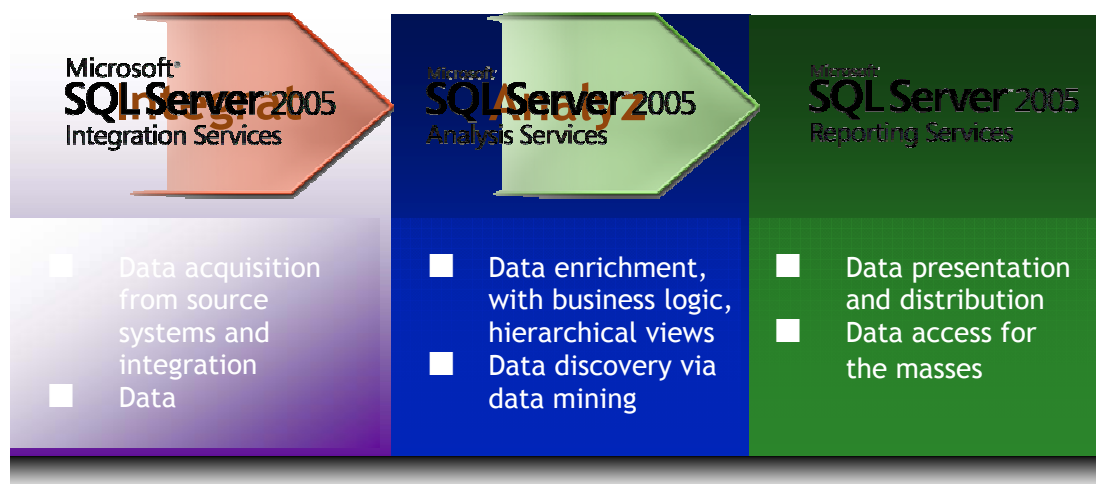 Microsoft
SQL Server 2005
Integration Services
Integrat
Microsoft
SQL Server 2005
Analysis Services
Analyz
Microsoft
SQL Server 2005
Reporting Services
Data acquisition
from source
systems and
integration
Data
Data enrichment,
with business logic,
hierarchical views
Data discovery via
data mining
Data presentation
and distribution
Data access for
the masses